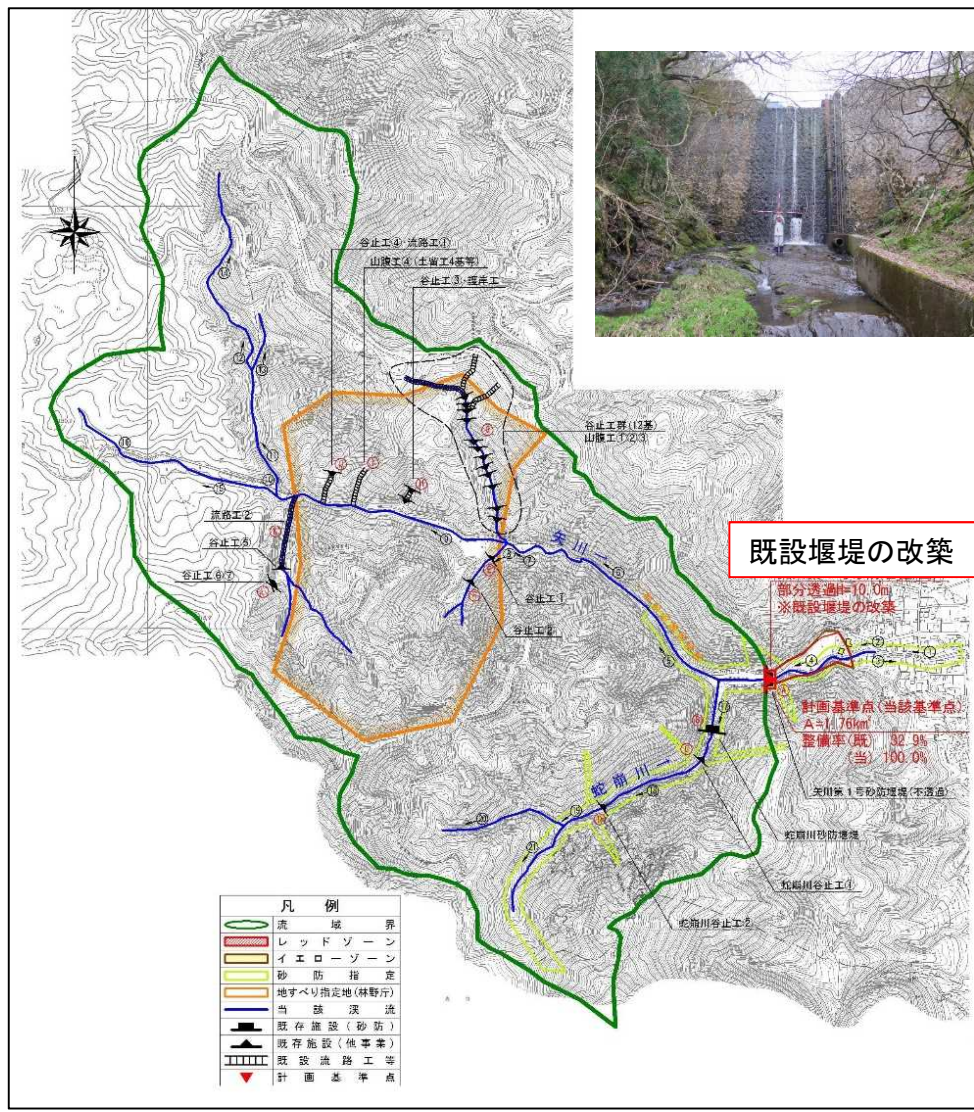 谷止工④・流路工①
山腹工④(土留工4基等)
谷止工③・護岸工
谷止工群(12基)
山腹工①②③
流路工②
谷止工⑤
谷止工⑥⑦
谷止工①
谷止工②
矢川
既設堰堤の改築
部分透過H=10.0m
※既設堰堤の改築
計画基準点(当該基準点)
A=1.76km²
整備率(既) 32.9%
(当) 100.0%
矢川第1号砂防堰堤(不透過)
蛇崩川
蛇崩川砂防堰堤
蛇崩川谷止工①
蛇崩川谷止工②
凡 例
流 域 界
レッドゾーン
イエローゾーン
砂 防 指 定
地すべり指定地(林野庁)
当 該 渓 流
既存施設(砂防)
既存施設(他事業)
既設流路工等
計画基準点